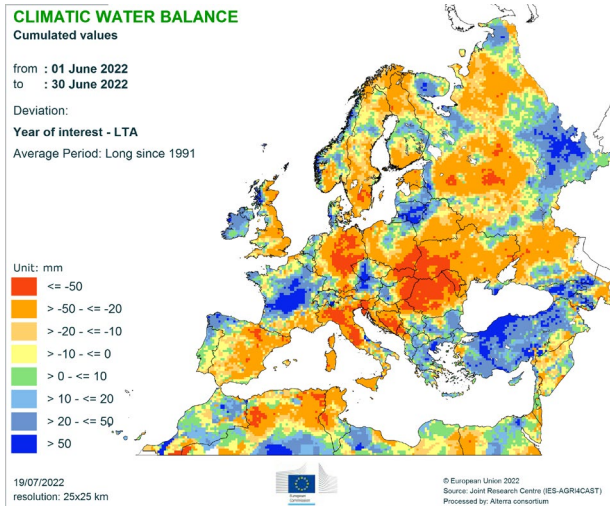 CLIMATIC WATER BALANCE
Cumulated values
from : 01 June 2022
to : 30 June 2022
Deviation:
Year of interest - LTA
Average Period: Long since 1991
Unit: mm
<= -50
> -50 - <= -20
> -20 - <= -10
> -10 - <= 0
> 0 - <= 10
> 10 - <= 20
> 20 - <= 50
> 50
19/07/2022
resolution: 25x25 km
European
Commission
© European Union 2022
Source: Joint Research Centre (IES-AGRI4CAST)
Processed by: Alterra consortium